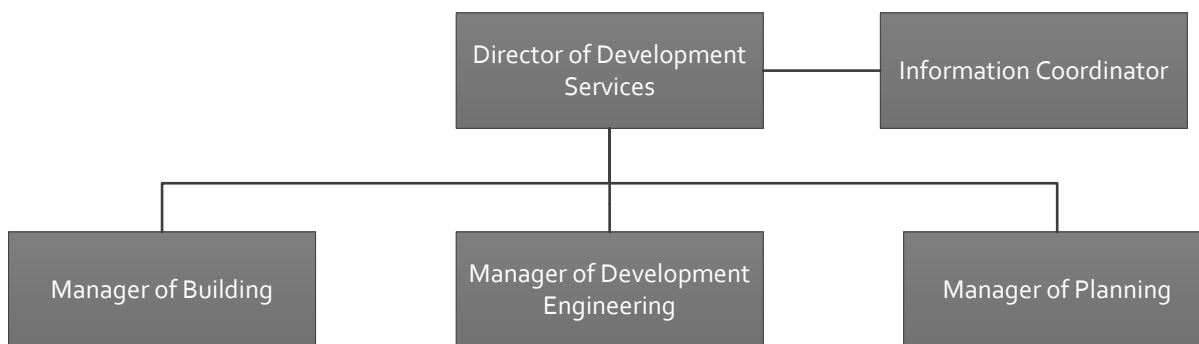 Director of Development
Services
Information Coordinator
Manager of Building
Manager of Development
Engineering
Manager of Planning